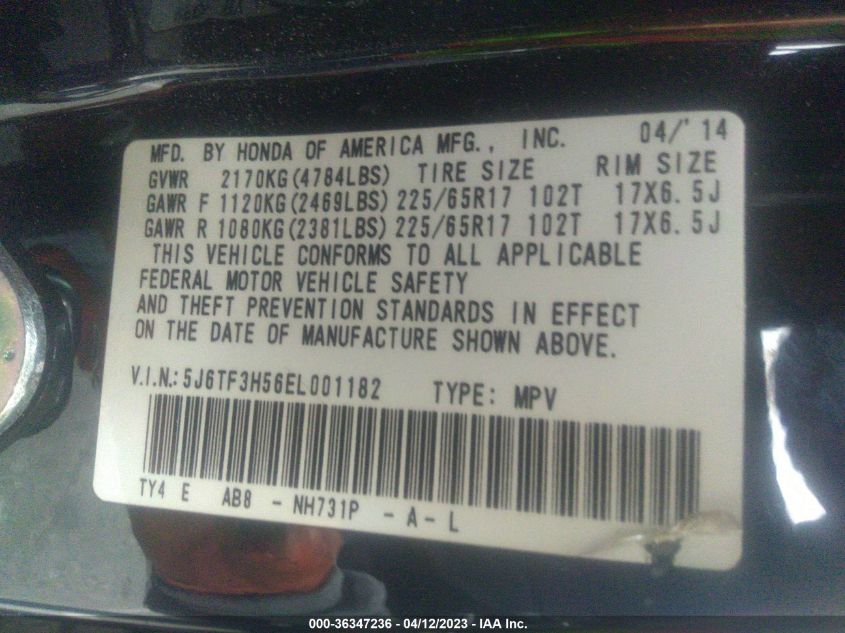 MFD. BY HONDA OF AMERICA MFG., INC. 04/'14
GVWR 2170KG(4784LBS) TIRE SIZE RIM SIZE
GAWR F 1120KG(2469LBS) 225/65R17 102T 17X6.5J
GAWR R 1080KG(2381LBS) 225/65R17 102T 17X6.5J
THIS VEHICLE CONFORMS TO ALL APPLICABLE
FEDERAL MOTOR VEHICLE SAFETY
AND THEFT PREVENTION STANDARDS IN EFFECT
ON THE DATE OF MANUFACTURE SHOWN ABOVE.
V.I.N.: 5J6TF3H56EL001182 TYPE: MPV
TY4 E AB8 - NH731P - A - L
000-36347236 - 04/12/2023 - IAA Inc.